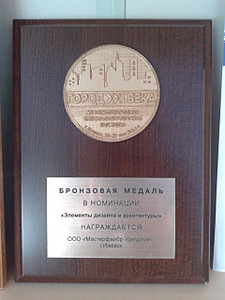 ГОРОД XXI ВЕКА
БРОНЗОВАЯ МЕДАЛЬ
В НОМИНАЦИИ
«Элементы дизайна и архитектуры»
НАГРАЖДАЕТСЯ
ООО «Мастерфайбр-Удмуртия»
г.Ижевск